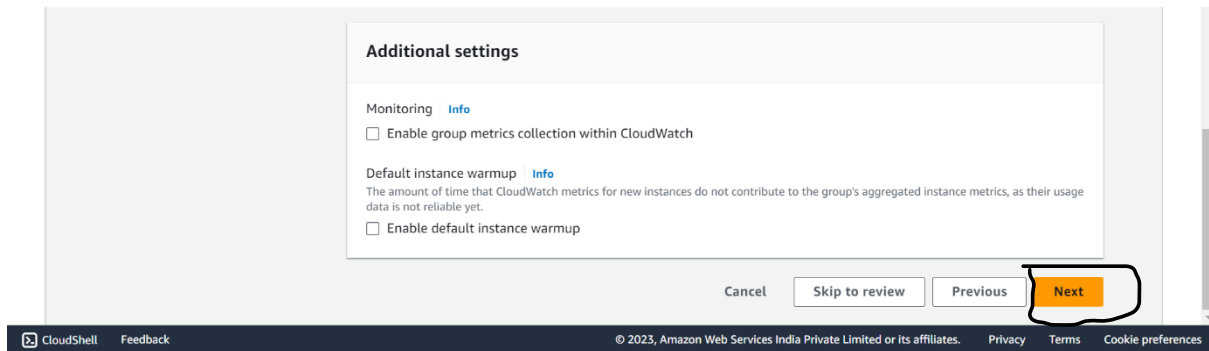 Additional settings
Monitoring Info
Enable group metrics collection within CloudWatch
Default instance warmup Info
The amount of time that CloudWatch metrics for new instances do not contribute to the group's aggregated instance metrics, as their usage
data is not reliable yet.
Enable default instance warmup
Cancel Skip to review Previous Next
CloudShell Feedback © 2023, Amazon Web Services India Private Limited or its affiliates. Privacy Terms Cookie preferences